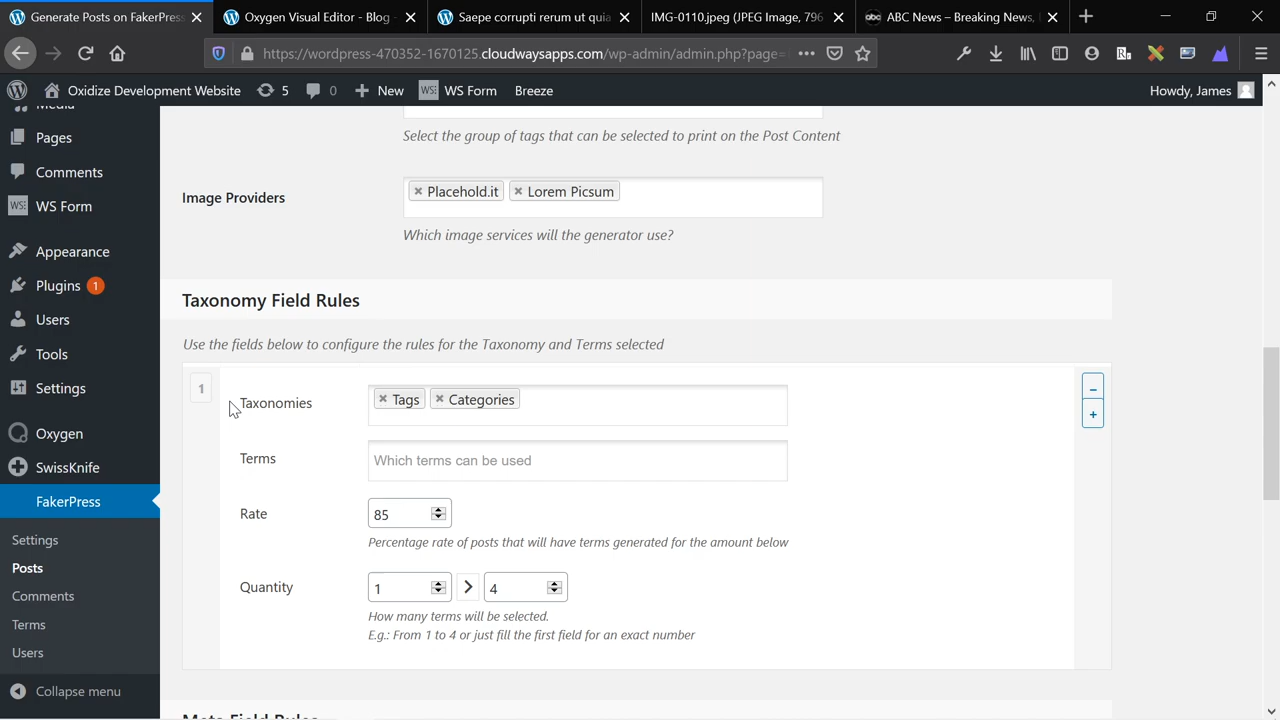 Generate Posts on FakerPress
Oxygen Visual Editor - Blog -
Saepe corrupti rerum ut quia
IMG-0110.jpeg (JPEG Image, 796
abc ABC News – Breaking News,
https://wordpress-470352-1670125.cloudwaysapps.com/wp-admin/admin.php?page=
Oxidize Development Website
5
0
New
WS≡ WS Form
Breeze
Howdy, James
Media
Pages
Comments
WS≡ WS Form
Appearance
Plugins 1
Users
Tools
Settings
Oxygen
SwissKnife
FakerPress
Settings
Posts
Comments
Terms
Users
Collapse menu
Select the group of tags that can be selected to print on the Post Content
Image Providers
× Placehold.it × Lorem Picsum
Which image services will the generator use?
Taxonomy Field Rules
Use the fields below to configure the rules for the Taxonomy and Terms selected
1
Taxonomies
× Tags × Categories
–
+
Terms
Which terms can be used
Rate
85
Percentage rate of posts that will have terms generated for the amount below
Quantity
1 > 4
How many terms will be selected.
E.g.: From 1 to 4 or just fill the first field for an exact number
Meta Field Rules